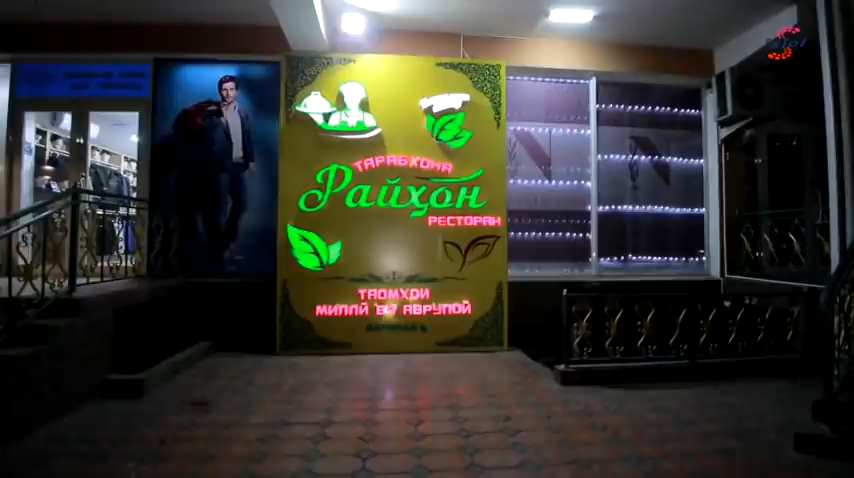 ТАРАБХОНА
Райҳон
РЕСТОРАН
ТАОМҲОИ
МИЛЛӢ ВА АВРУПОӢ